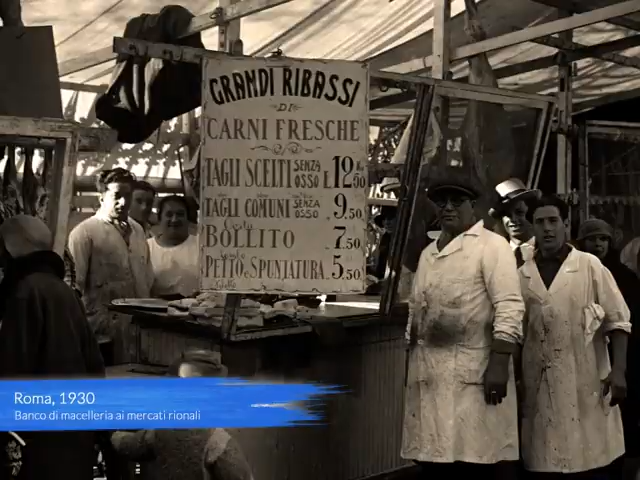 GRANDI RIBASSI
DI
CARNI FRESCHE
TAGLI SCELTI SENZA OSSO L. 12.00
TAGLI COMUNI SENZA OSSO . 9.50
BOLLITO . 7.50
PETTO E SPUNTATURA . 5.50
Roma, 1930
Banco di macelleria ai mercati rionali